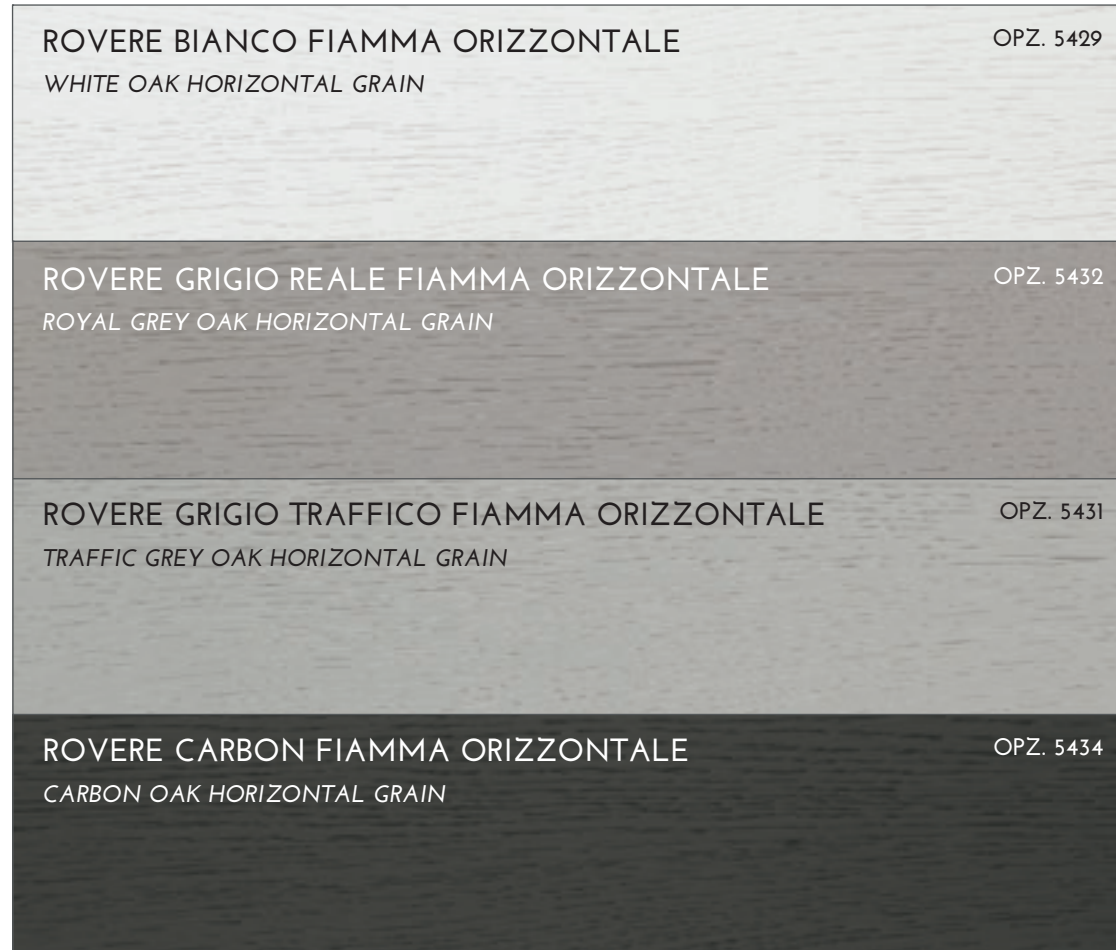 ROVERE BIANCO FIAMMA ORIZZONTALE OPZ. 5429
WHITE OAK HORIZONTAL GRAIN
ROVERE GRIGIO REALE FIAMMA ORIZZONTALE OPZ. 5432
ROYAL GREY OAK HORIZONTAL GRAIN
ROVERE GRIGIO TRAFFICO FIAMMA ORIZZONTALE OPZ. 5431
TRAFFIC GREY OAK HORIZONTAL GRAIN
ROVERE CARBON FIAMMA ORIZZONTALE OPZ. 5434
CARBON OAK HORIZONTAL GRAIN